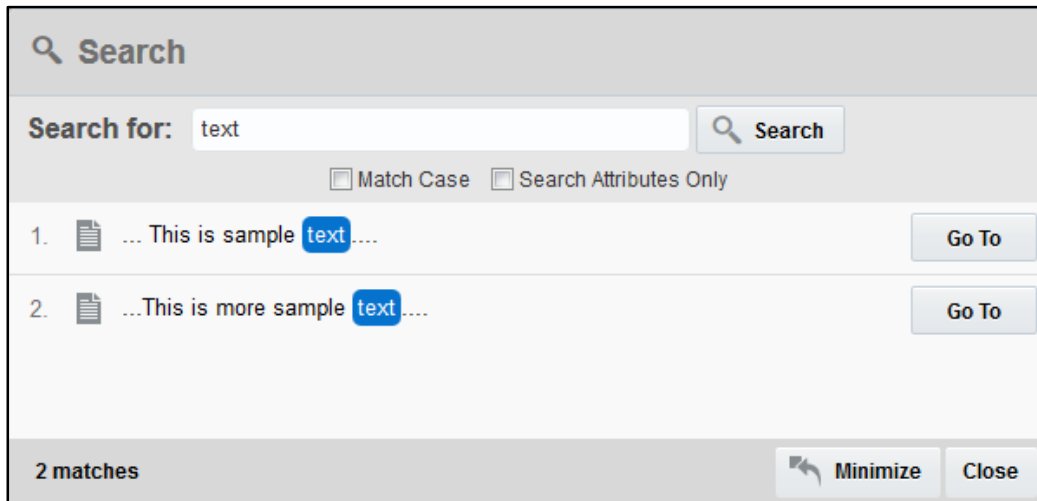 Search
Search for: text Search
Match Case Search Attributes Only
1. ... This is sample text.... Go To
2. ...This is more sample text.... Go To
2 matches Minimize Close